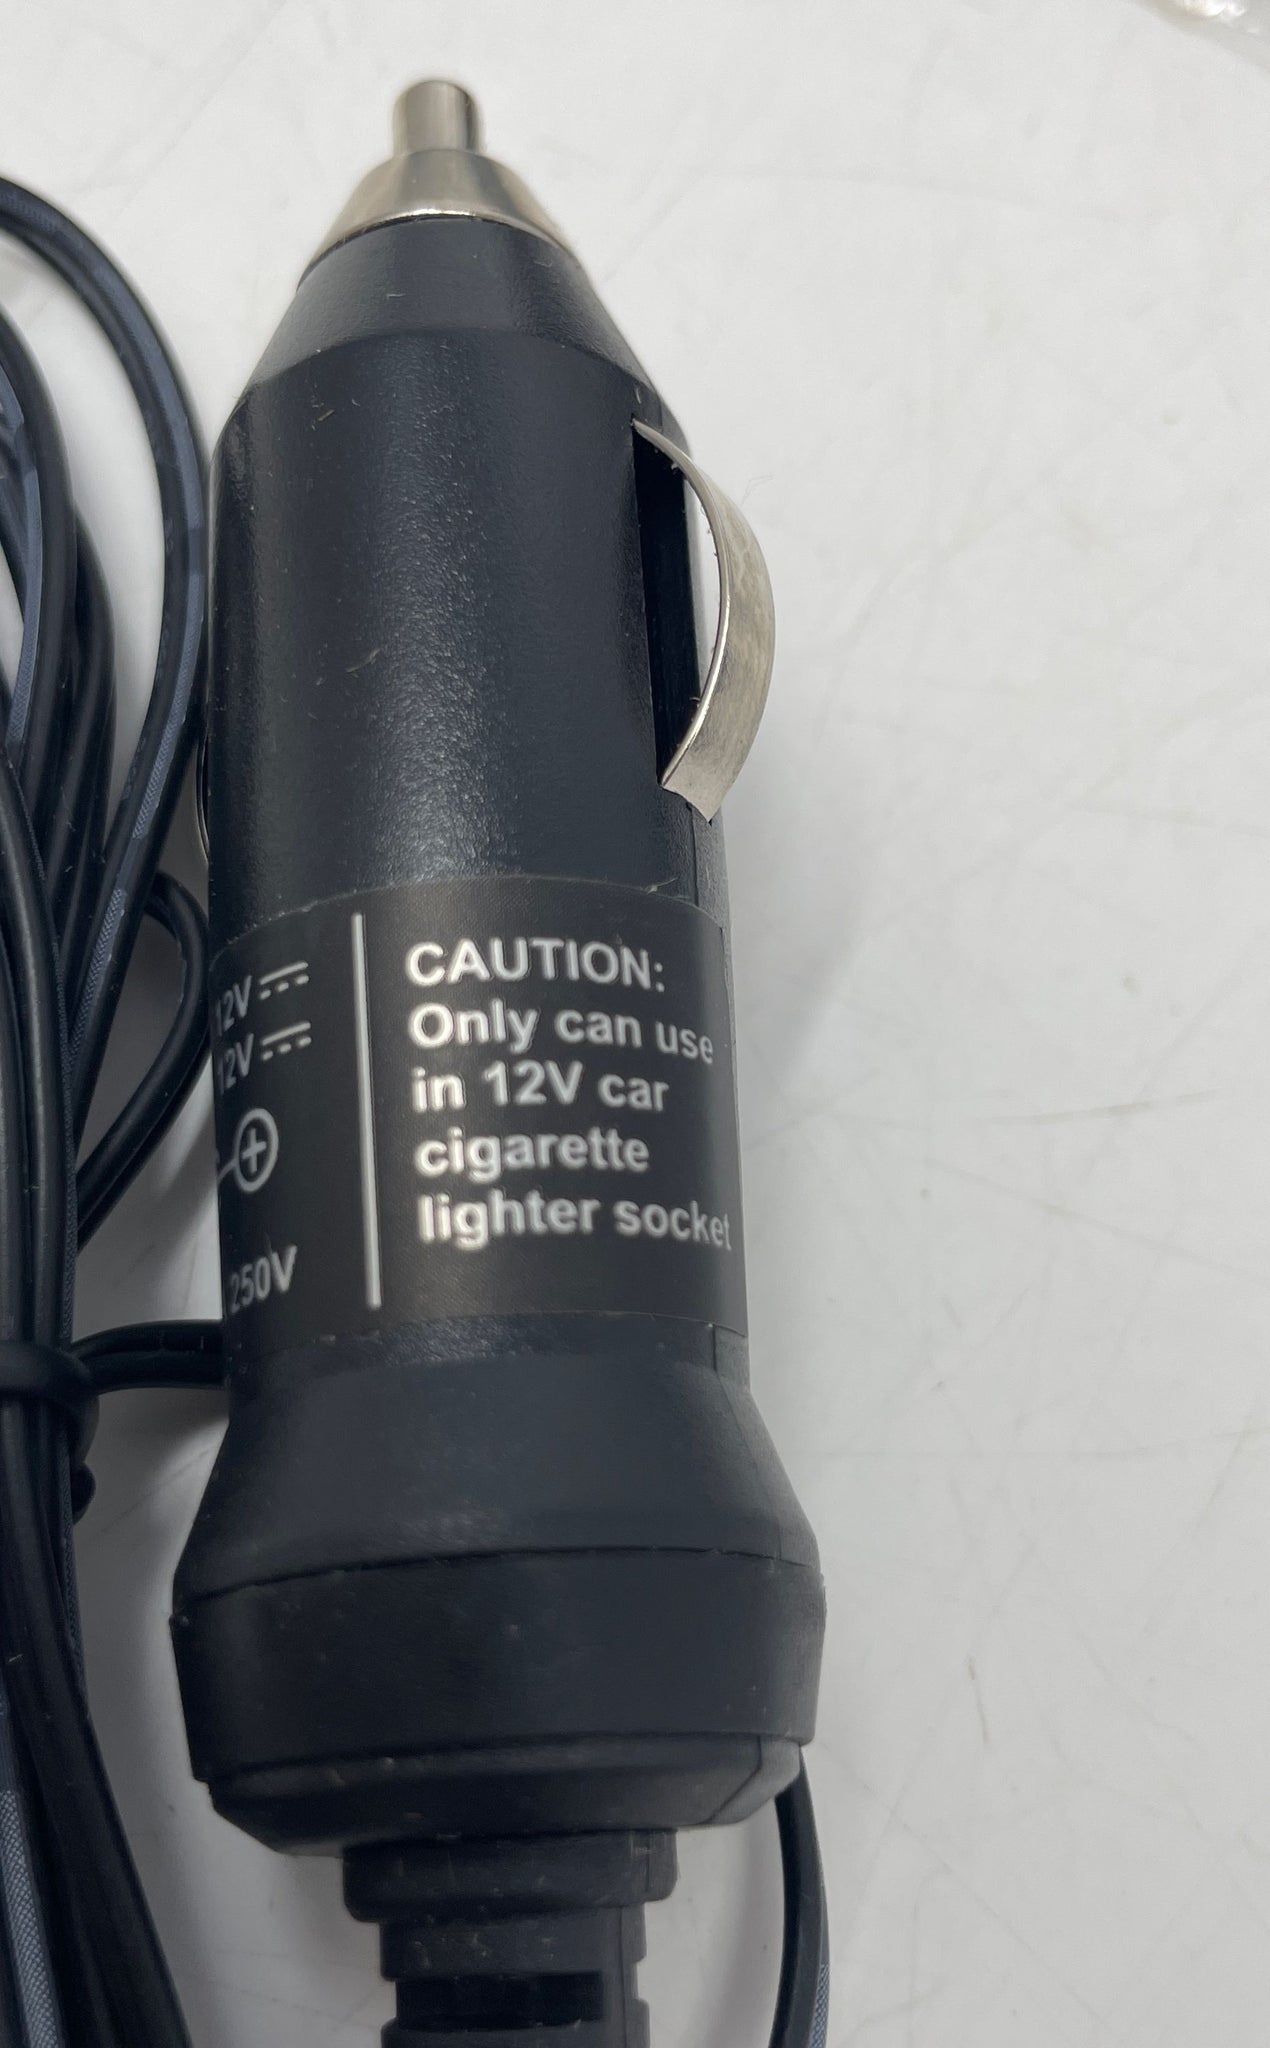 12V
12V
250V
CAUTION:
Only can use
in 12V car
cigarette
lighter socket